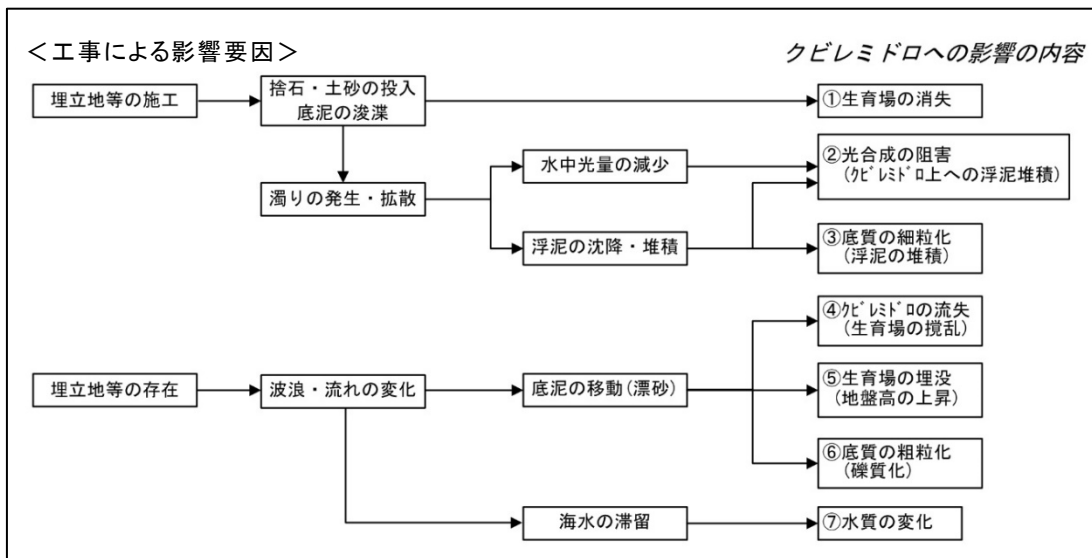 <工事による影響要因>
クビレミドロへの影響の内容
埋立地等の施工
捨石・土砂の投入
底泥の浚渫
①生育場の消失
濁りの発生・拡散
水中光量の減少
②光合成の阻害
(ｸﾋﾞﾚﾐﾄﾞﾛ上への浮泥堆積)
浮泥の沈降・堆積
③底質の細粒化
(浮泥の堆積)
④ｸﾋﾞﾚﾐﾄﾞﾛの流失
(生育場の撹乱)
埋立地等の存在
波浪・流れの変化
底泥の移動(漂砂)
⑤生育場の埋没
(地盤高の上昇)
⑥底質の粗粒化
(礫質化)
海水の滞留
⑦水質の変化